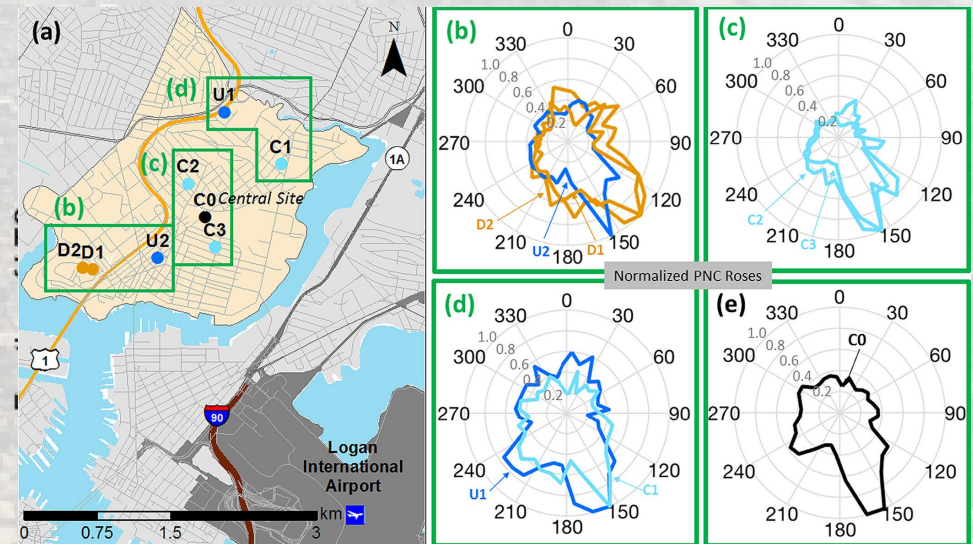 (a)
N
(d)
U1
C1
1A
(c)
C2
C0 Central Site
C3
(b)
D2D1
U2
1
90
Logan
International
Airport
km
0 0.75 1.5 3
(b)
0
330 30
1.0
0.8
300 0.6 60
0.4
0.2
270 90
240 120
D2
U2
D1
210 150
180
(c)
0
330 30
1.0
0.8
300 0.6 60
0.4
0.2
270 90
240 120
C2
C3
210 150
180
Normalized PNC Roses
(d)
0
330 30
1.0
0.8
300 0.6 60
0.4
0.2
270 90
240 120
U1
C1
210 150
180
(e)
0
330 30
C0
1.0
0.8
300 0.6 60
0.4
270 90
240 120
210 150
180